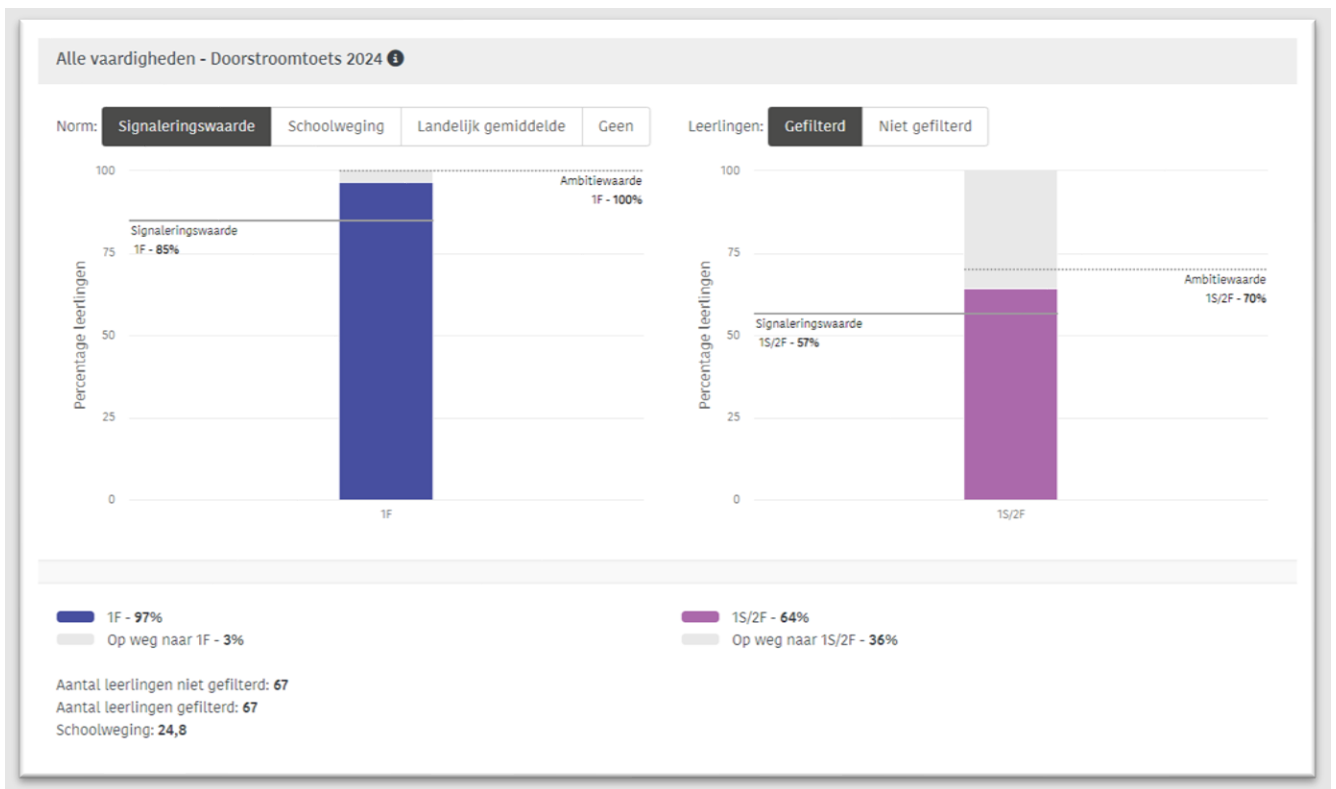 Alle vaardigheden - Doorstroomtoets 2024
Norm: Signaleringswaarde Schoolweging Landelijk gemiddelde Geen
Leerlingen: Gefilterd Niet gefilterd
100
Ambitiewaarde
1F - 100%
Signaleringswaarde
1F - 85%
75
50
25
0
Percentage leerlingen
1F
100
75
Ambitiewaarde
1S/2F - 70%
Signaleringswaarde
1S/2F - 57%
50
25
0
Percentage leerlingen
1S/2F
1F - 97%
Op weg naar 1F - 3%
1S/2F - 64%
Op weg naar 1S/2F - 36%
Aantal leerlingen niet gefilterd: 67
Aantal leerlingen gefilterd: 67
Schoolweging: 24,8